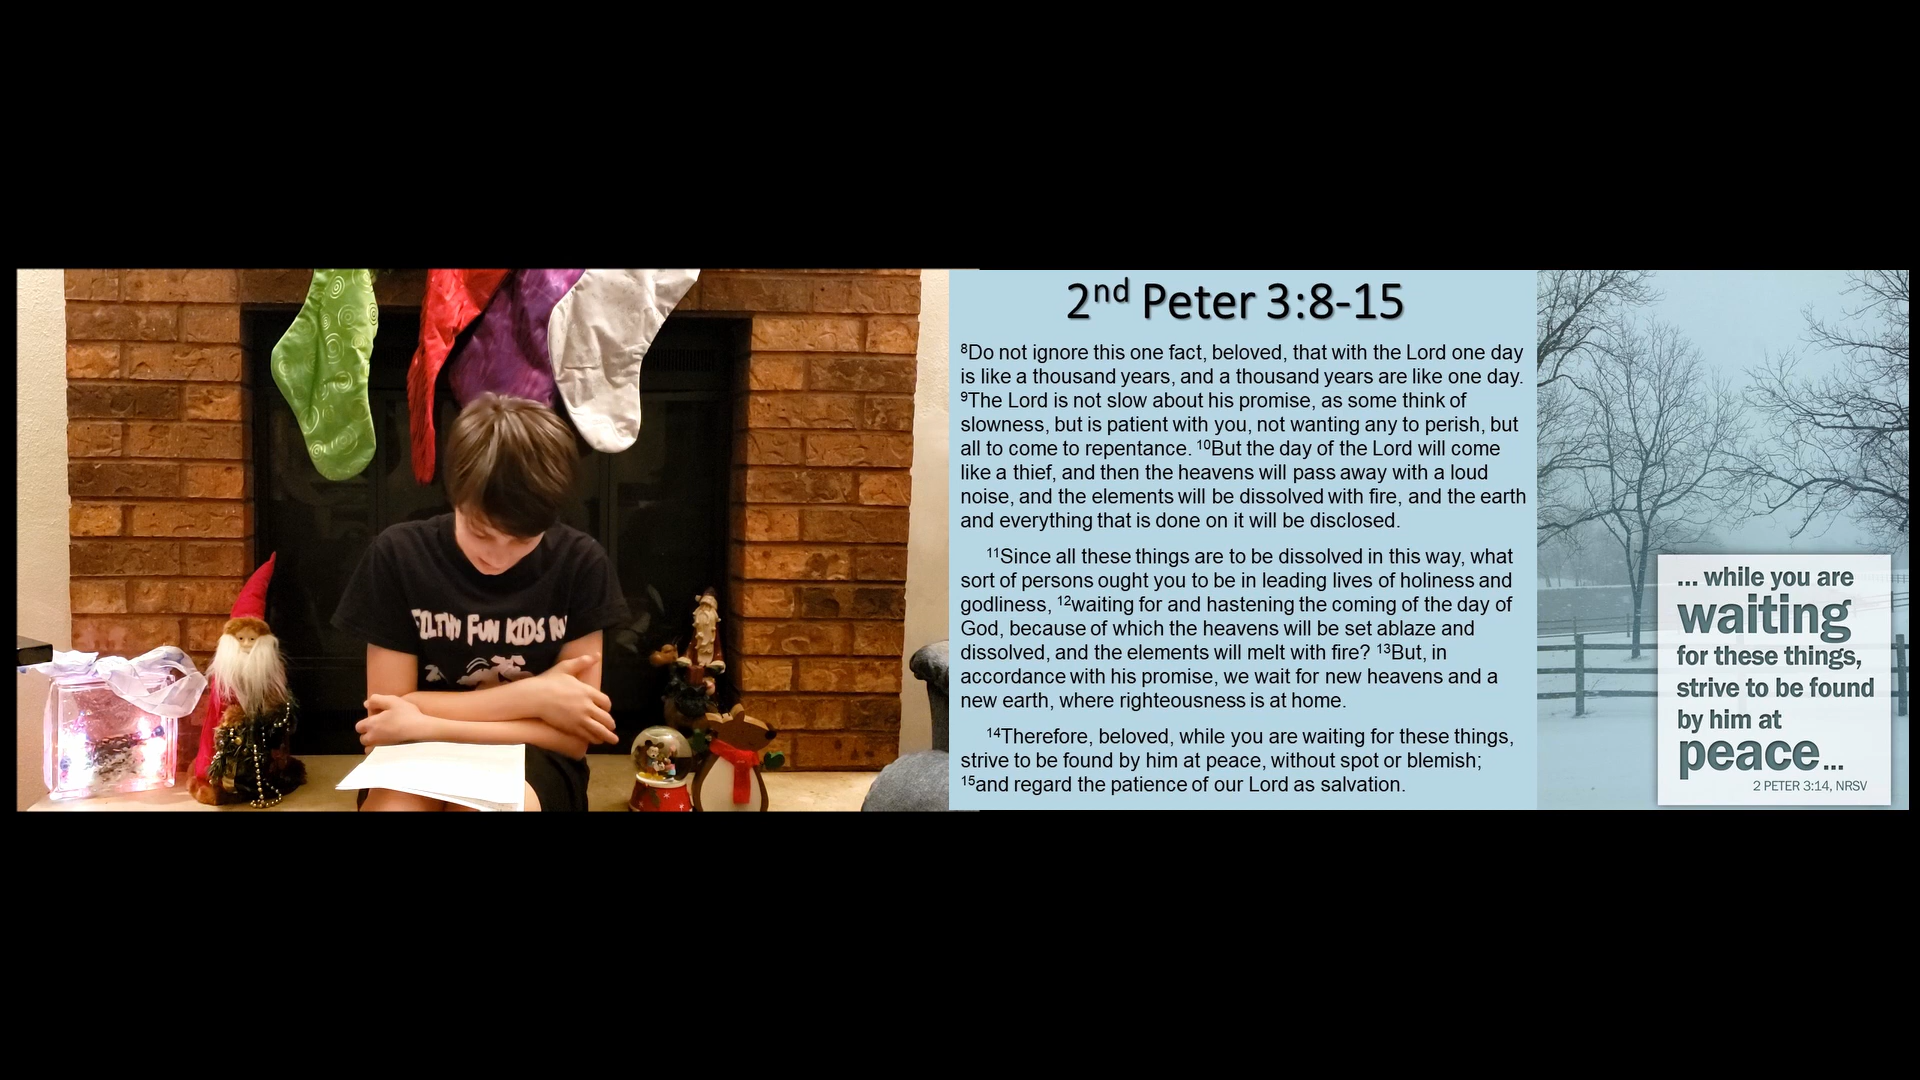 FILTHY FUN KIDS
2nd Peter 3:8-15
8Do not ignore this one fact, beloved, that with the Lord one day
is like a thousand years, and a thousand years are like one day.
9The Lord is not slow about his promise, as some think of
slowness, but is patient with you, not wanting any to perish, but
all to come to repentance. 10But the day of the Lord will come
like a thief, and then the heavens will pass away with a loud
noise, and the elements will be dissolved with fire, and the earth
and everything that is done on it will be disclosed.
11Since all these things are to be dissolved in this way, what
sort of persons ought you to be in leading lives of holiness and
godliness, 12waiting for and hastening the coming of the day of
God, because of which the heavens will be set ablaze and
dissolved, and the elements will melt with fire? 13But, in
accordance with his promise, we wait for new heavens and a
new earth, where righteousness is at home.
14Therefore, beloved, while you are waiting for these things,
strive to be found by him at peace, without spot or blemish;
15and regard the patience of our Lord as salvation.
... while you are
waiting
for these things,
strive to be found
by him at
peace...
2 PETER 3:14, NRSV